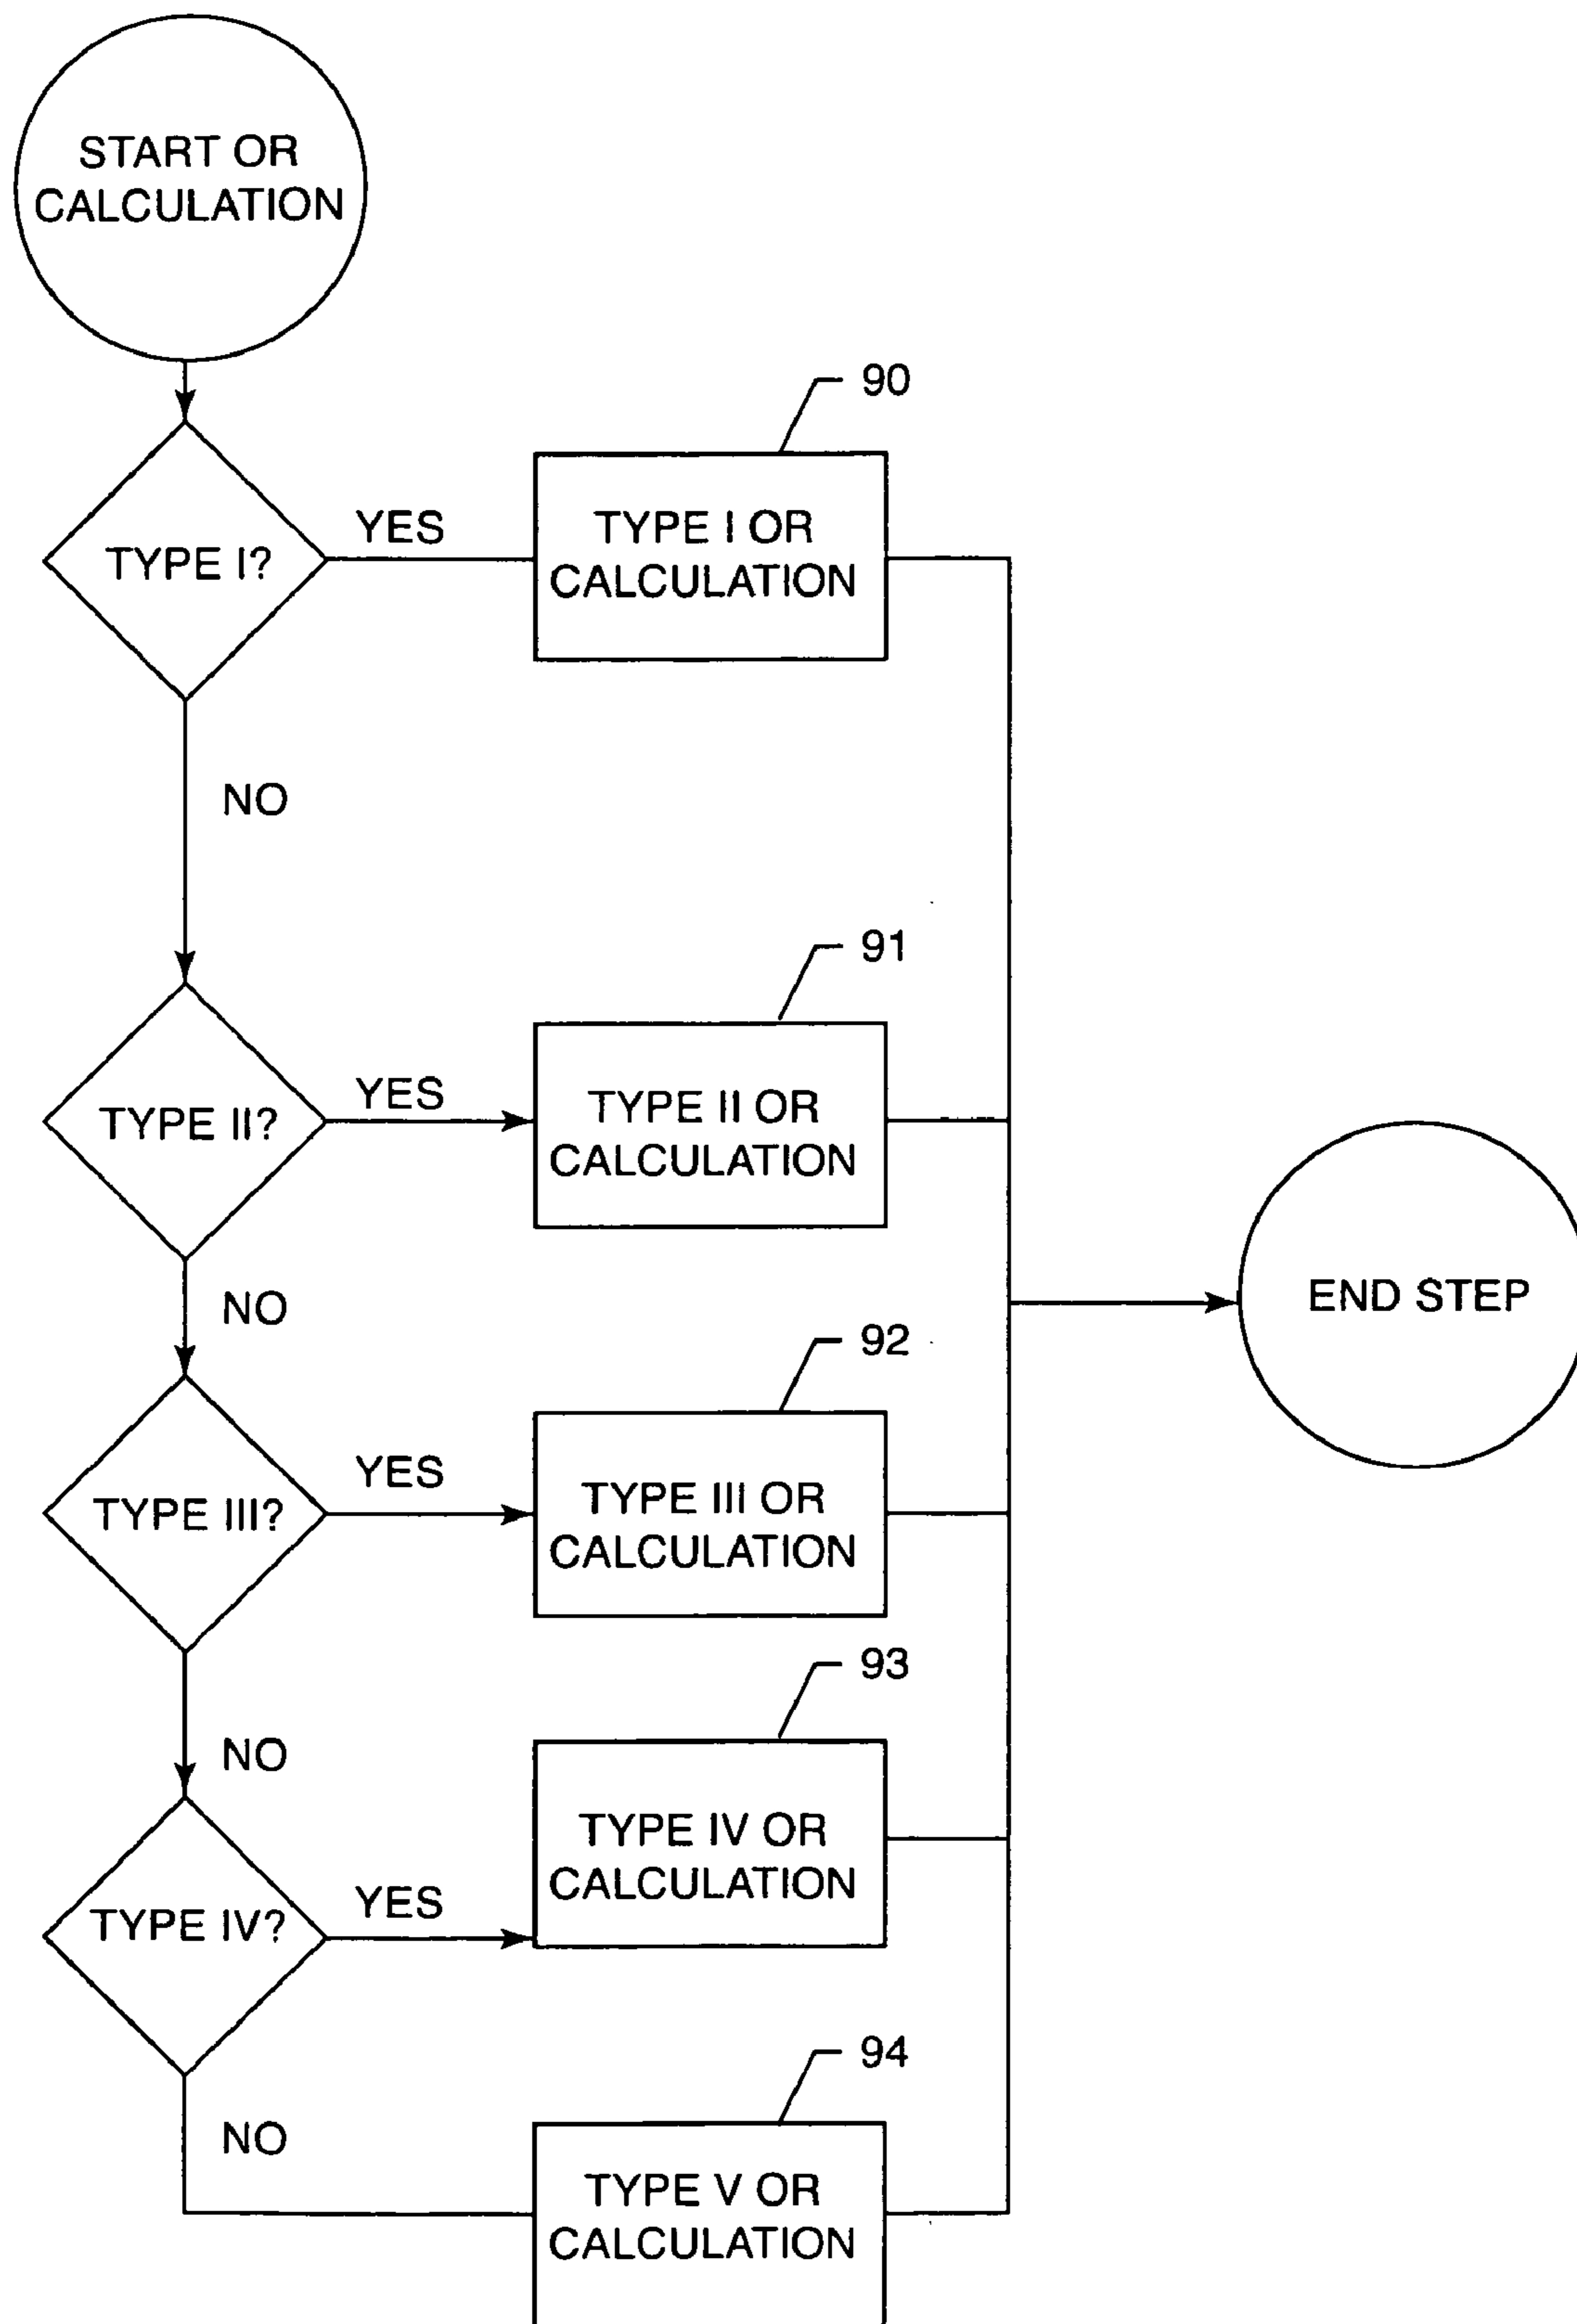 START OR
CALCULATION
90
TYPE I?
YES
TYPE I OR
CALCULATION
NO
91
TYPE II?
YES
TYPE II OR
CALCULATION
NO
END STEP
92
TYPE III?
YES
TYPE III OR
CALCULATION
93
NO
TYPE IV OR
CALCULATION
TYPE IV?
YES
94
NO
TYPE V OR
CALCULATION